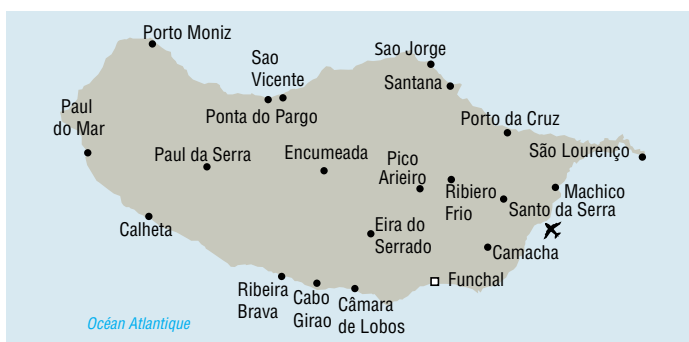 Porto Moniz
Sao
Vicente
Sao Jorge
Santana
Paul
do Mar
Ponta do Pargo
Porto da Cruz
São Lourenço
Paul da Serra
Encumeada
Pico
Arieiro
Ribiero
Frio
Machico
Santo da Serra
Calheta
Eira do
Serrado
Camacha
Funchal
Ribeira
Brava
Cabo
Girao
Câmara
de Lobos
Océan Atlantique